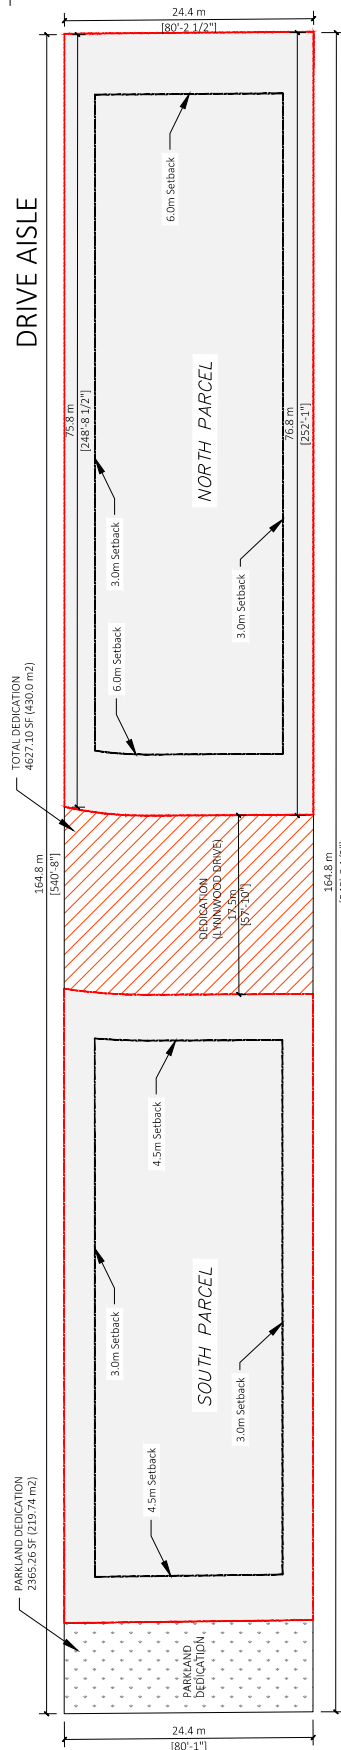 24.4 m
[80'-2 1/2"]
6.0m Setback
DRIVE AISLE
75.8 m
[248'-8 1/2"]
NORTH PARCEL
76.8 m
[252'-1"]
3.0m Setback
3.0m Setback
6.0m Setback
TOTAL DEDICATION
4627.10 SF (430.0 m2)
164.8 m
[540'-8"]
DEDICATION
(LYNNWOOD DRIVE)
17.5m
[57'-10"]
164.8 m
4.5m Setback
3.0m Setback
SOUTH PARCEL
3.0m Setback
4.5m Setback
PARKLAND DEDICATION
2365.26 SF (219.74 m2)
PARKLAND
DEDICATION
24.4 m
[80'-1"]